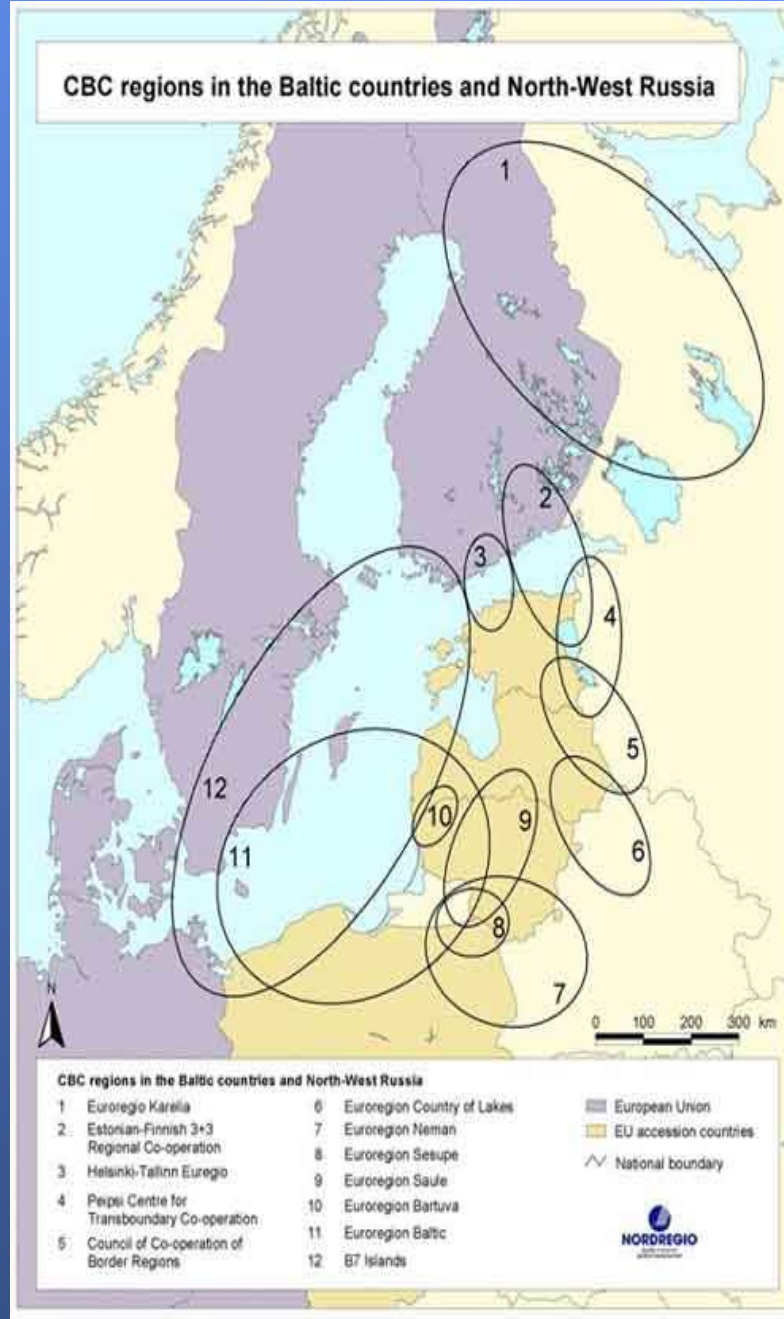 CBC regions in the Baltic countries and North-West Russia
1
2
3
4
5
6
7
8
9
10
11
12
N
0 100 200 300 km
CBC regions in the Baltic countries and North-West Russia
1 Euroregio Karelia
2 Estonian-Finnish 3+3
Regional Co-operation
3 Helsinki-Tallinn Euregio
4 Peipsi Centre for
Transboundary Co-operation
5 Council of Co-operation of
Border Regions
6 Euroregion Country of Lakes
7 Euroregion Neman
8 Euroregion Sesupe
9 Euroregion Saule
10 Euroregion Bartuva
11 Euroregion Baltic
12 B7 Islands
European Union
EU accession countries
National boundary
NORDREGIO